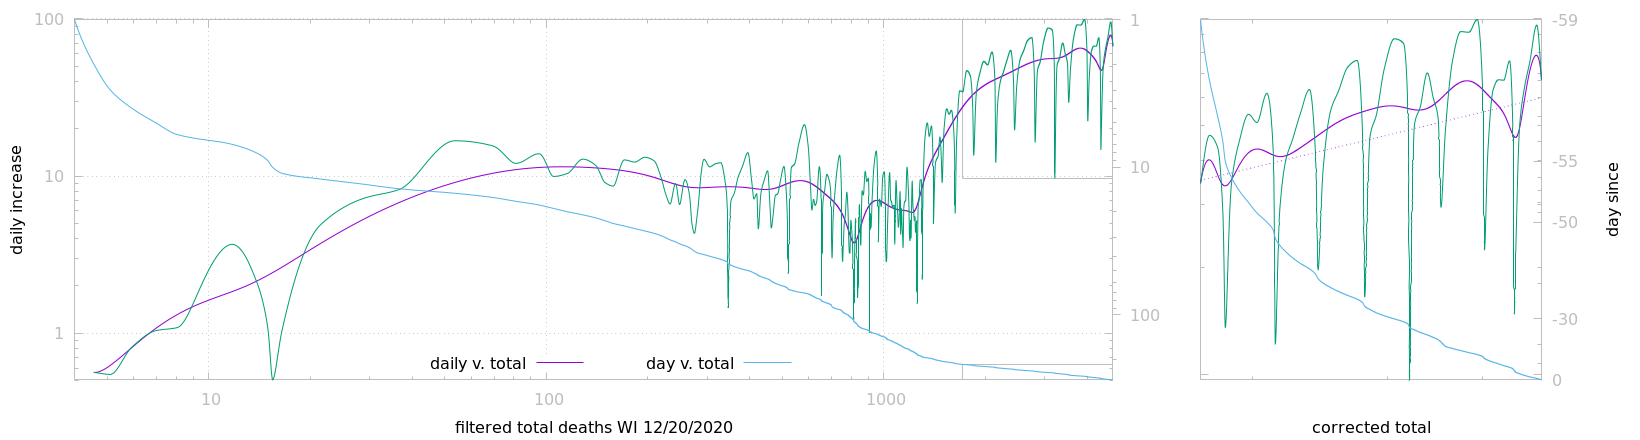 100
10
1
daily increase
10
100
1000
filtered total deaths WI 12/20/2020
daily v. total
day v. total
1
10
100
-59
-55
-50
-30
0
day since
corrected total